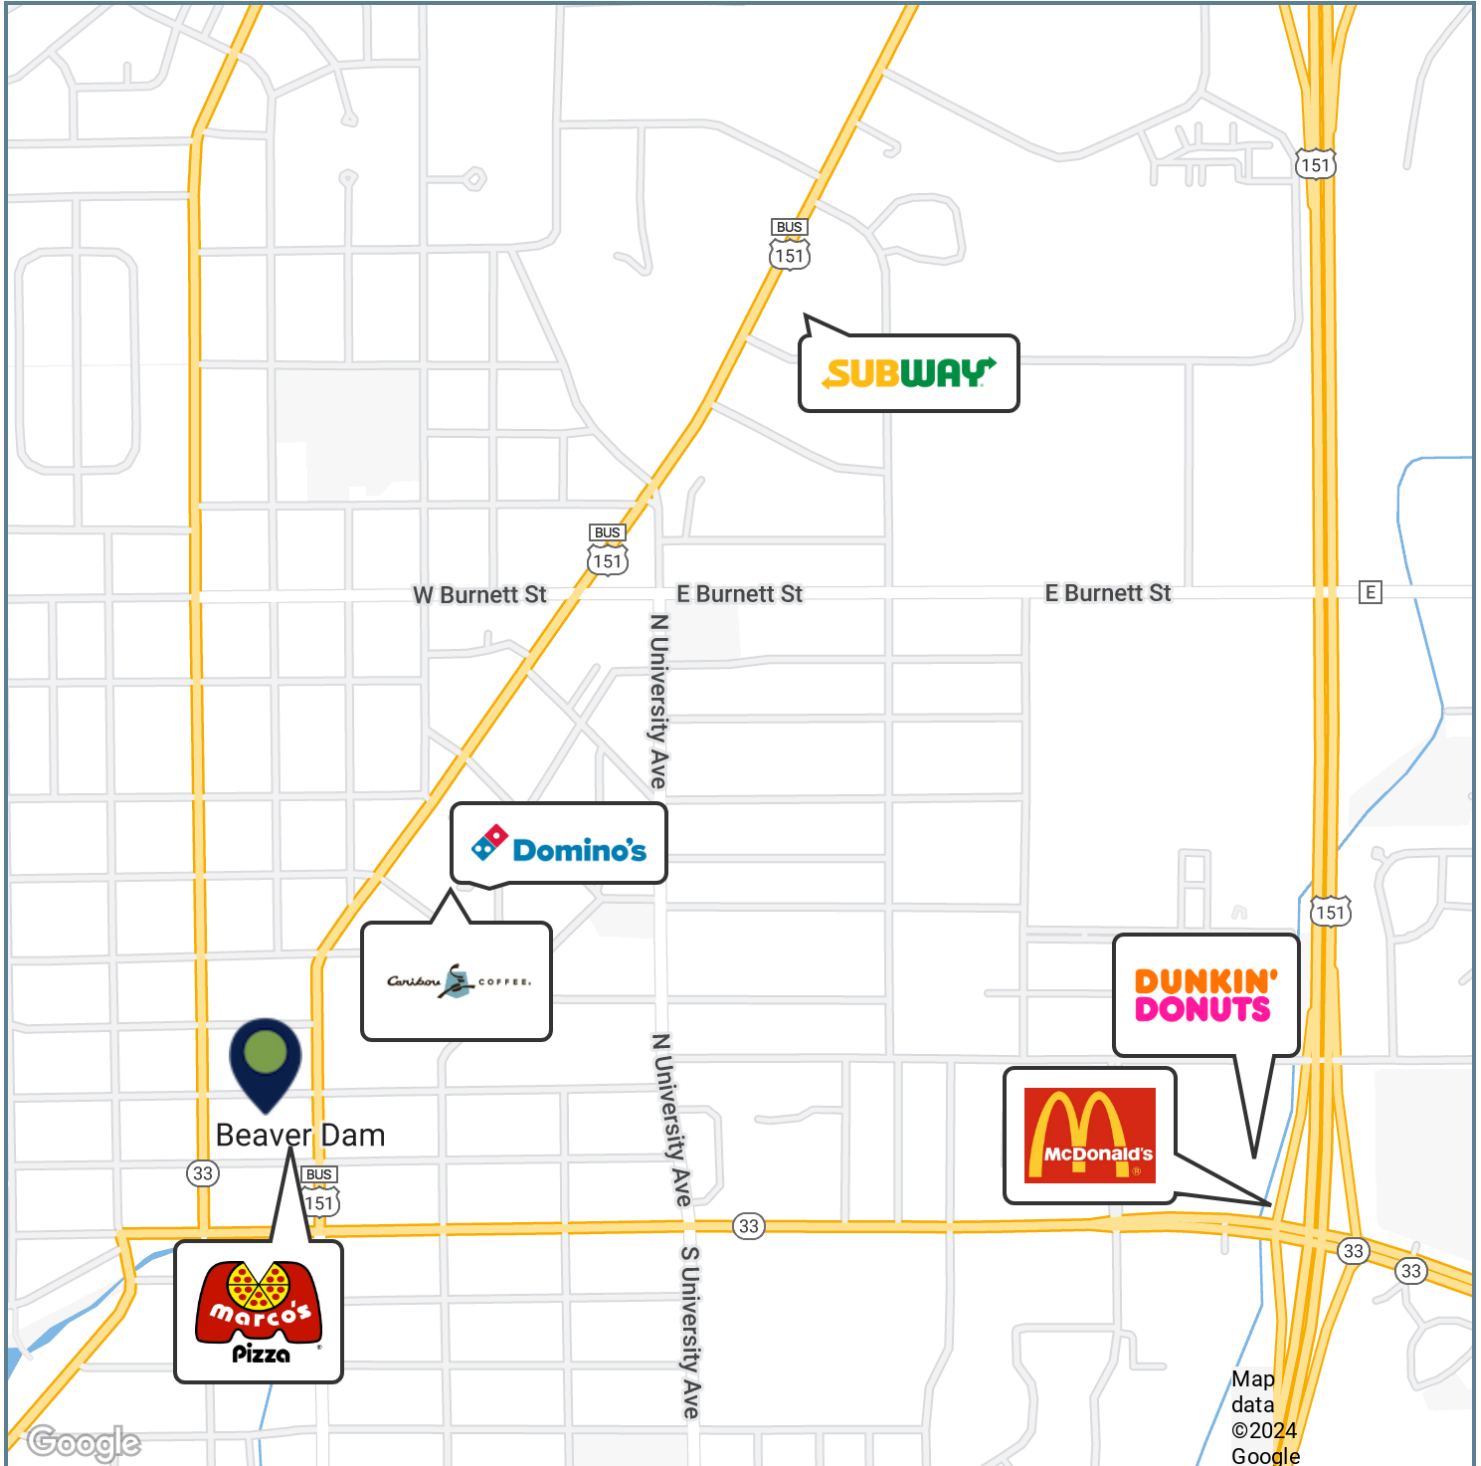 151
BUS
151
SUBWAY
BUS
151
W Burnett St
E Burnett St
E Burnett St
E
N University Ave
Domino's
151
Caribou COFFEE.
DUNKIN'
DONUTS
N University Ave
McDonald's
®
Beaver Dam
33
BUS
151
33
33
33
S University Ave
marco's
Pizza
Map
data
©2024
Google
Google